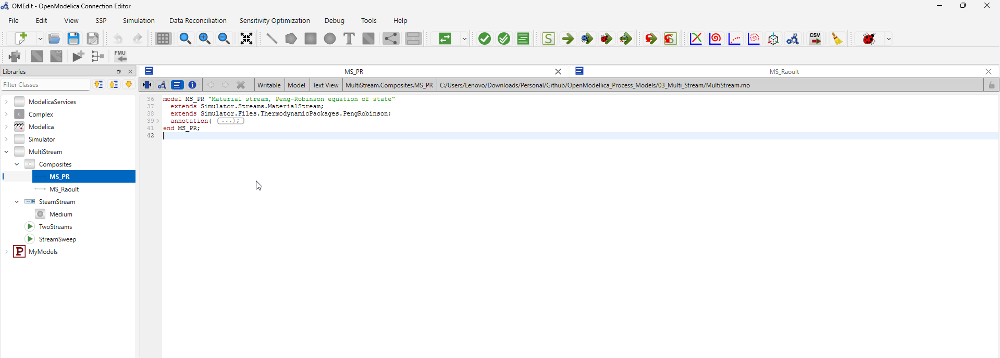 OMEdit - OpenModelica Connection Editor
File Edit View SSP Simulation Data Reconciliation Sensitivity Optimization Debug Tools Help
T S S CSV
FMU
Libraries
MS_PR
MS_Raoult
Filter Classes
Writable Model Text View MultiStream.Composites.MS_PR C:/Users/Lenovo/Downloads/Personal/Github/OpenModellica_Process_Models/03_Multi_Stream/MultiStream.mo
ModelicaServices
C Complex
Modelica
Simulator
MultiStream
Composites
MS_PR
MS_Raoult
SteamStream
Medium
TwoStreams
StreamSweep
P MyModels
36 model MS_PR "Material stream, Peng-Robinson equation of state"
37 extends Simulator.Streams.MaterialStream;
38 extends Simulator.Files.ThermodynamicPackages.PengRobinson;
39 annotation( ...);
41 end MS_PR;
42